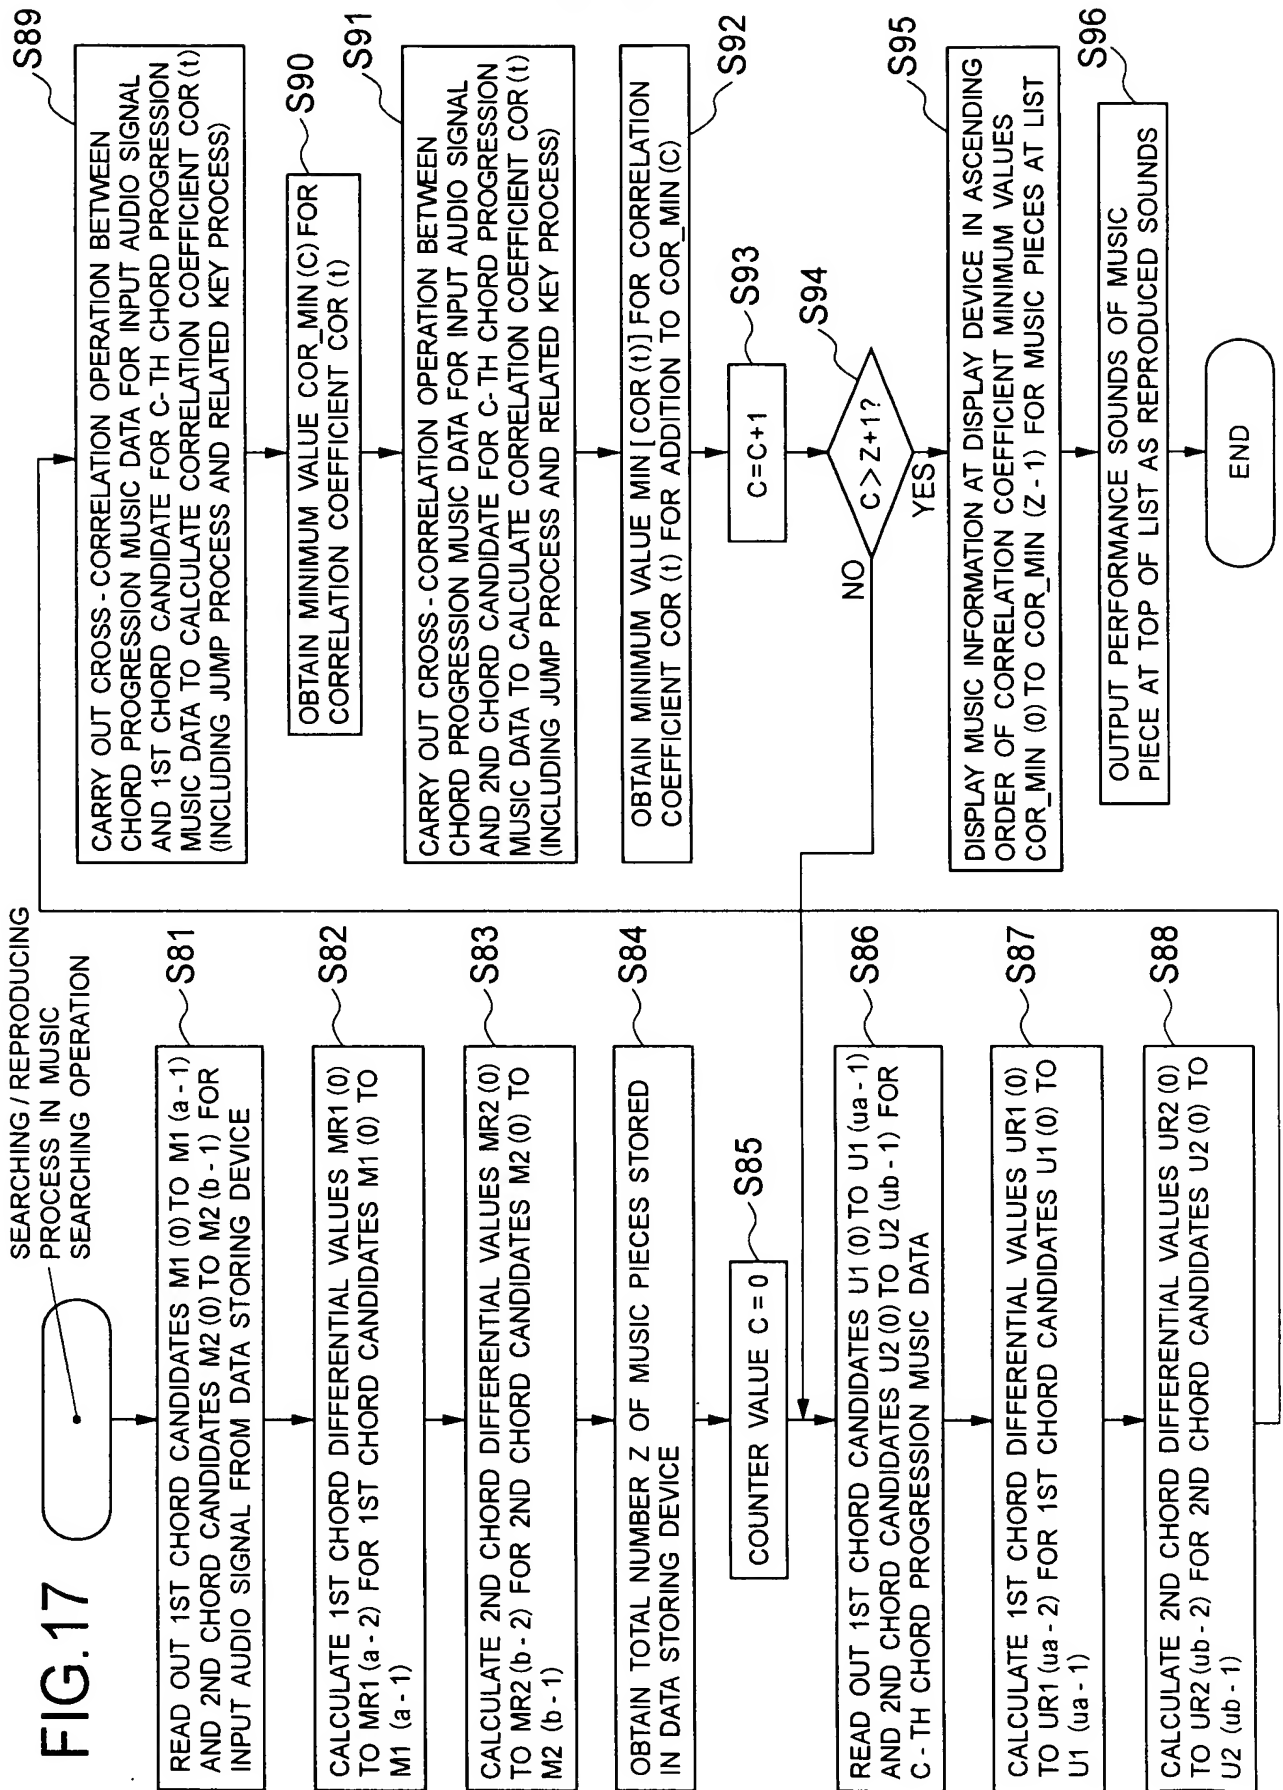 FIG.17
SEARCHING / REPRODUCING
PROCESS IN MUSIC
SEARCHING OPERATION
READ OUT 1ST CHORD CANDIDATES M1 (0) TO M1 (a - 1)
AND 2ND CHORD CANDIDATES M2 (0) TO M2 (b - 1) FOR
INPUT AUDIO SIGNAL FROM DATA STORING DEVICE
S81
CALCULATE 1ST CHORD DIFFERENTIAL VALUES MR1 (0)
TO MR1 (a - 2) FOR 1ST CHORD CANDIDATES M1 (0) TO
M1 (a - 1)
S82
CALCULATE 2ND CHORD DIFFERENTIAL VALUES MR2 (0)
TO MR2 (b - 2) FOR 2ND CHORD CANDIDATES M2 (0) TO
M2 (b - 1)
S83
OBTAIN TOTAL NUMBER Z OF MUSIC PIECES STORED
IN DATA STORING DEVICE
S84
COUNTER VALUE C = 0
S85
READ OUT 1ST CHORD CANDIDATES U1 (0) TO U1 (ua - 1)
AND 2ND CHORD CANDIDATES U2 (0) TO U2 (ub - 1) FOR
C - TH CHORD PROGRESSION MUSIC DATA
S86
CALCULATE 1ST CHORD DIFFERENTIAL VALUES UR1 (0)
TO UR1 (ua - 2) FOR 1ST CHORD CANDIDATES U1 (0) TO
U1 (ua - 1)
S87
CALCULATE 2ND CHORD DIFFERENTIAL VALUES UR2 (0)
TO UR2 (ub - 2) FOR 2ND CHORD CANDIDATES U2 (0) TO
U2 (ub - 1)
S88
CARRY OUT CROSS - CORRELATION OPERATION BETWEEN
CHORD PROGRESSION MUSIC DATA FOR INPUT AUDIO SIGNAL
AND 1ST CHORD CANDIDATE FOR C- TH CHORD PROGRESSION
MUSIC DATA TO CALCULATE CORRELATION COEFFICIENT COR (t)
(INCLUDING JUMP PROCESS AND RELATED KEY PROCESS)
S89
OBTAIN MINIMUM VALUE COR_MIN (C) FOR
CORRELATION COEFFICIENT COR (t)
S90
CARRY OUT CROSS - CORRELATION OPERATION BETWEEN
CHORD PROGRESSION MUSIC DATA FOR INPUT AUDIO SIGNAL
AND 2ND CHORD CANDIDATE FOR C- TH CHORD PROGRESSION
MUSIC DATA TO CALCULATE CORRELATION COEFFICIENT COR (t)
(INCLUDING JUMP PROCESS AND RELATED KEY PROCESS)
S91
OBTAIN MINIMUM VALUE MIN [ COR (t) ] FOR CORRELATION
COEFFICIENT COR (t) FOR ADDITION TO COR_MIN (C)
S92
C = C+1
S93
C > Z +1?
S94
NO
YES
DISPLAY MUSIC INFORMATION AT DISPLAY DEVICE IN ASCENDING
ORDER OF CORRELATION COEFFICIENT MINIMUM VALUES
COR_MIN (0) TO COR_MIN (Z - 1) FOR MUSIC PIECES AT LIST
S95
OUTPUT PERFORMANCE SOUNDS OF MUSIC
PIECE AT TOP OF LIST AS REPRODUCED SOUNDS
S96
END